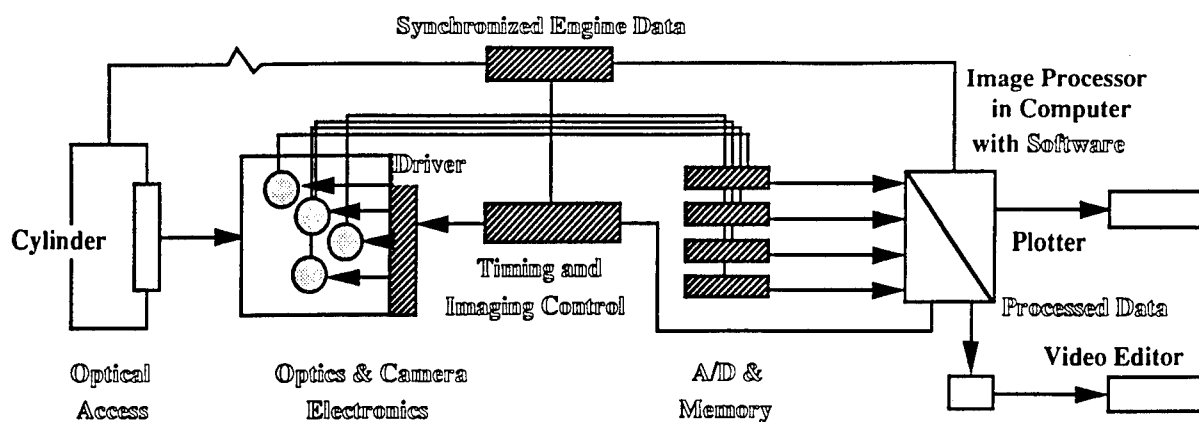 Synchronized Engine Data
Image Processor
in Computer
with Software
Driver
Cylinder
Plotter
Timing and
Imaging Control
Processed Data
Optical
Access
Optics & Camera
Electronics
A/D &
Memory
Video Editor